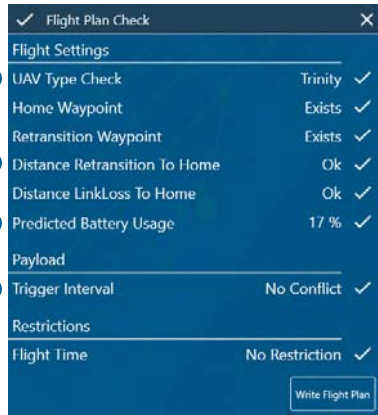 Flight Plan Check
Flight Settings
UAV Type Check Trinity
Home Waypoint Exists
Retransition Waypoint Exists
Distance Retransition To Home Ok
Distance LinkLoss To Home Ok
Predicted Battery Usage 17 %
Payload
Trigger Interval No Conflict
Restrictions
Flight Time No Restriction
Write Flight Plan